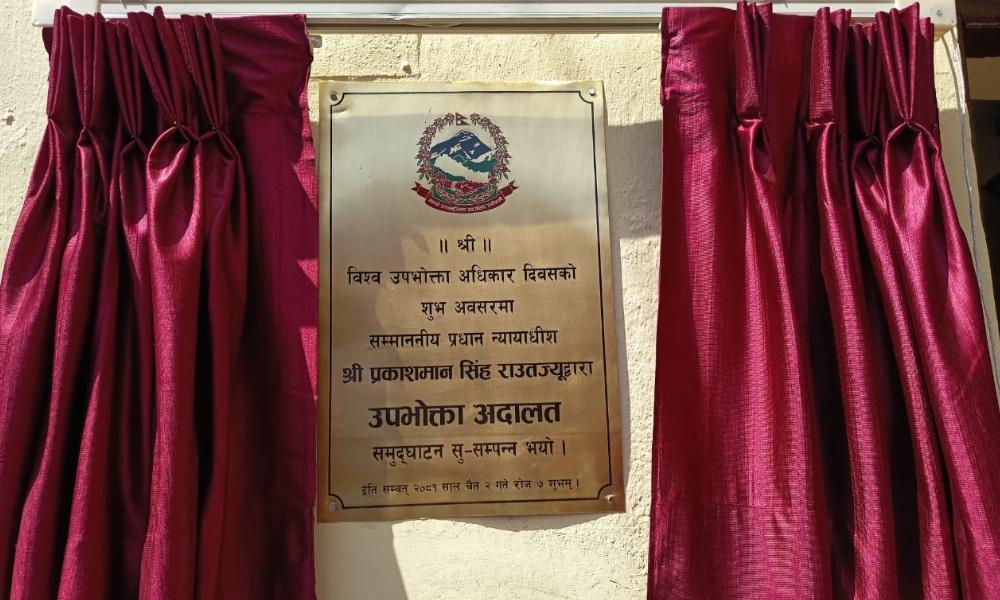 ॥ श्री ॥
विश्व उपभोक्ता अधिकार दिवसको
शुभ अवसरमा
सम्माननीय प्रधान न्यायाधीश
श्री प्रकाशमान सिंह राउतज्यूद्वारा
उपभोक्ता अदालत
समुद्घाटन सु-सम्पन्न भयो ।
इति सम्वत् २०८१ साल चैत २ गते रोज ७ शुभम् ।